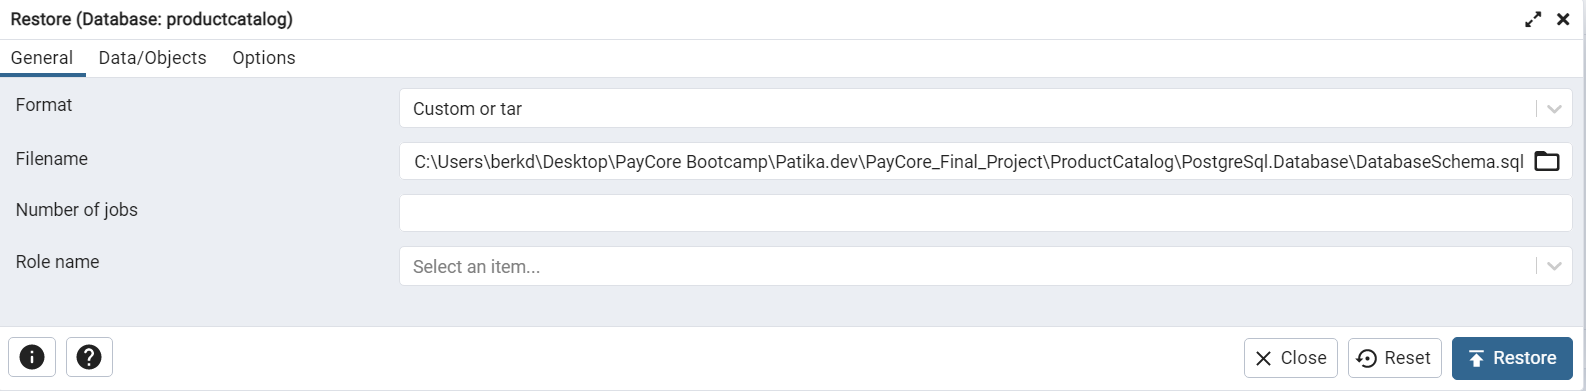 Restore (Database: productcatalog)
General Data/Objects Options
Format Custom or tar
Filename C:\Users\berkd\Desktop\PayCore Bootcamp\Patika.dev\PayCore_Final_Project\ProductCatalog\PostgreSql.Database\DatabaseSchema.sql
Number of jobs
Role name Select an item...
Close Reset Restore